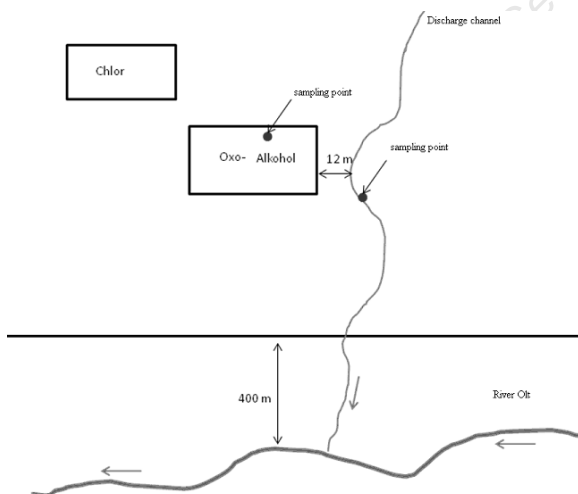 Discharge channel
Chlor
sampling point
sampling point
Oxo- Alkohol
12 m
400 m
River Olt